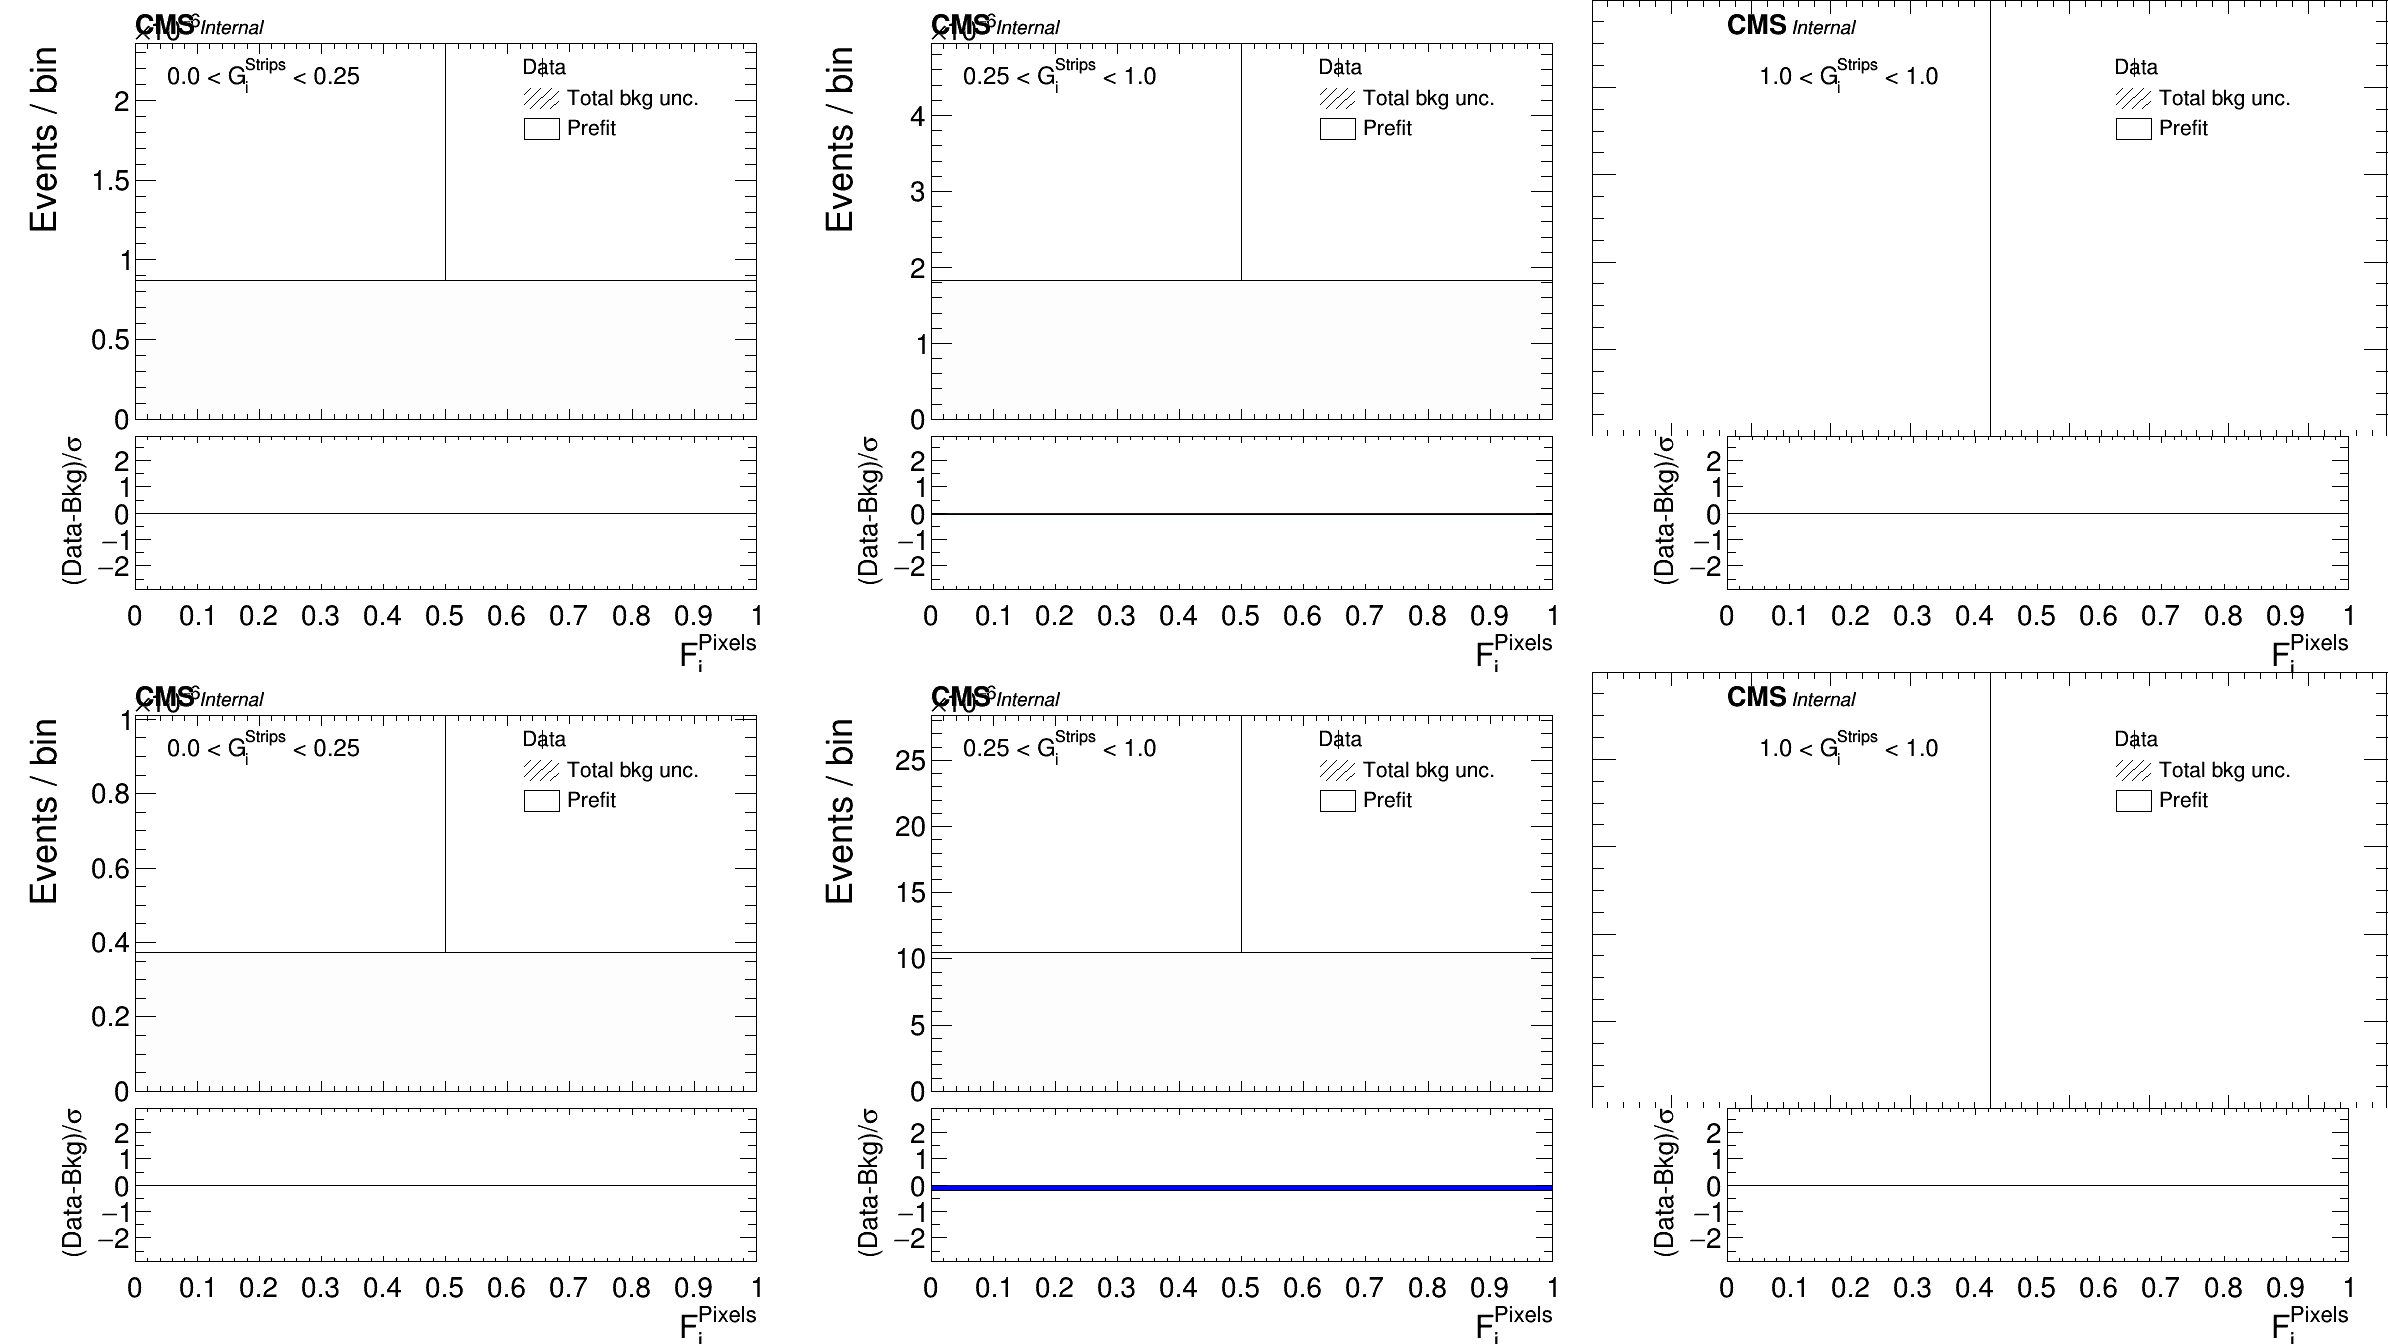 CMS Internal
Events / bin
0.0 < G_i^Strips < 0.25
Data
Total bkg unc.
Prefit
2
1.5
1
0.5
0
(Data-Bkg)/σ
2
1
0
−1
−2
0 0.1 0.2 0.3 0.4 0.5 0.6 0.7 0.8 0.9 1
F_i^Pixels
CMS Internal
Events / bin
0.25 < G_i^Strips < 1.0
Data
Total bkg unc.
Prefit
4
3
2
1
0
(Data-Bkg)/σ
2
1
0
−1
−2
0 0.1 0.2 0.3 0.4 0.5 0.6 0.7 0.8 0.9 1
F_i^Pixels
CMS Internal
1.0 < G_i^Strips < 1.0
Data
Total bkg unc.
Prefit
(Data-Bkg)/σ
2
1
0
−1
−2
0 0.1 0.2 0.3 0.4 0.5 0.6 0.7 0.8 0.9 1
F_i^Pixels
CMS Internal
Events / bin
0.0 < G_i^Strips < 0.25
Data
Total bkg unc.
Prefit
1
0.8
0.6
0.4
0.2
0
(Data-Bkg)/σ
2
1
0
−1
−2
0 0.1 0.2 0.3 0.4 0.5 0.6 0.7 0.8 0.9 1
F_i^Pixels
CMS Internal
Events / bin
0.25 < G_i^Strips < 1.0
Data
Total bkg unc.
Prefit
25
20
15
10
5
0
(Data-Bkg)/σ
2
1
0
−1
−2
0 0.1 0.2 0.3 0.4 0.5 0.6 0.7 0.8 0.9 1
F_i^Pixels
CMS Internal
1.0 < G_i^Strips < 1.0
Data
Total bkg unc.
Prefit
(Data-Bkg)/σ
2
1
0
−1
−2
0 0.1 0.2 0.3 0.4 0.5 0.6 0.7 0.8 0.9 1
F_i^Pixels